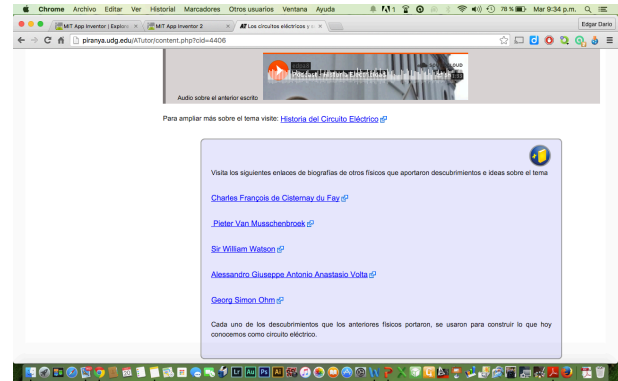 Chrome Archivo Editar Ver Historial Marcadores Otros usuarios Ventana Ayuda 78 % Mar 9:34 p.m.
MIT App Inventor | Explore MIT App Inventor 2 Los circuitos eléctricos y Edgar Dario
piranya.udg.edu/ATutor/content.php?cid=4406
Audio sobre el anterior escrito
Para ampliar más sobre el tema visite: Historia del Circuito Eléctrico
Visita los siguientes enlaces de biografías de otros físicos que aportaron descubrimientos e ideas sobre el tema
Charles François de Cisternay du Fay
Pieter Van Musschenbroek
Sir William Watson
Alessandro Giuseppe Antonio Anastasio Volta
Georg Simon Ohm
Cada uno de los descubrimientos que los anteriores físicos portaron, se usaron para construir lo que hoy
conocemos como circuito eléctrico.